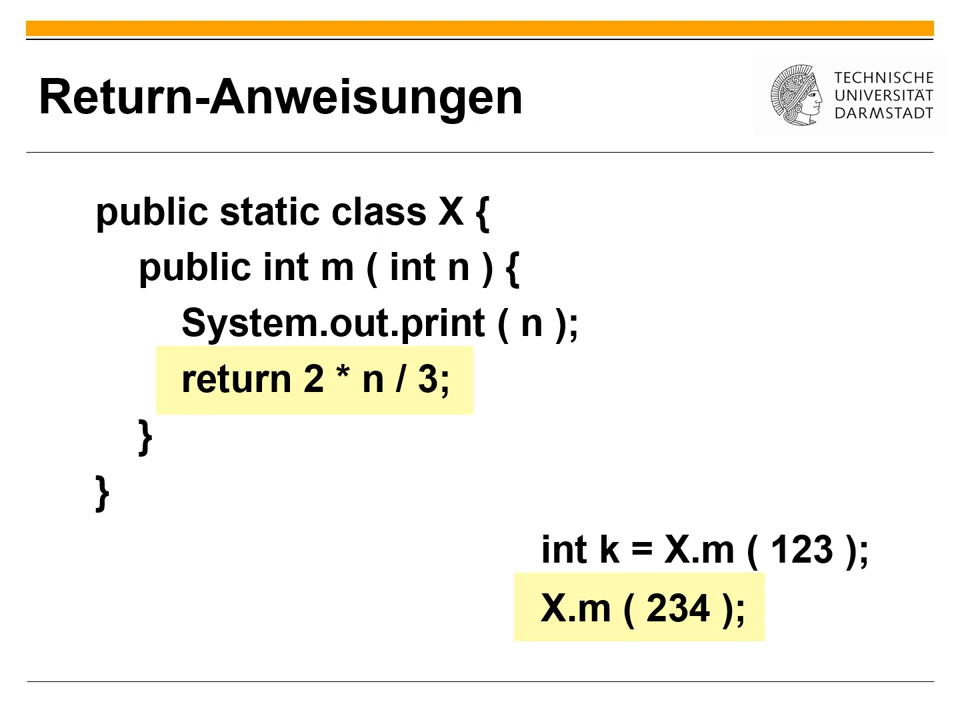 Return-Anweisungen
TECHNISCHE
UNIVERSITÄT
DARMSTADT
public static class X {
public int m ( int n ) {
System.out.print ( n );
return 2 * n / 3;
}
}
int k = X.m ( 123 );
X.m ( 234 );